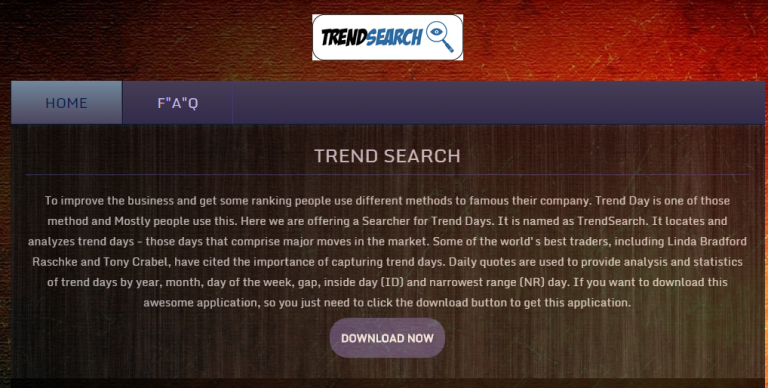 TRENDSEARCH
HOME F"A"Q
TREND SEARCH
To improve the business and get some ranking people use different methods to famous their company. Trend Day is one of those
method and Mostly people use this. Here we are offering a Searcher for Trend Days. It is named as TrendSearch. It locates and
analyzes trend days - those days that comprise major moves in the market. Some of the world's best traders, including Linda Bradford
Raschke and Tony Crabel, have cited the importance of capturing trend days. Daily quotes are used to provide analysis and statistics
of trend days by year, month, day of the week, gap, inside day (ID) and narrowest range (NR) day. If you want to download this
awesome application, so you just need to click the download button to get this application.
DOWNLOAD NOW